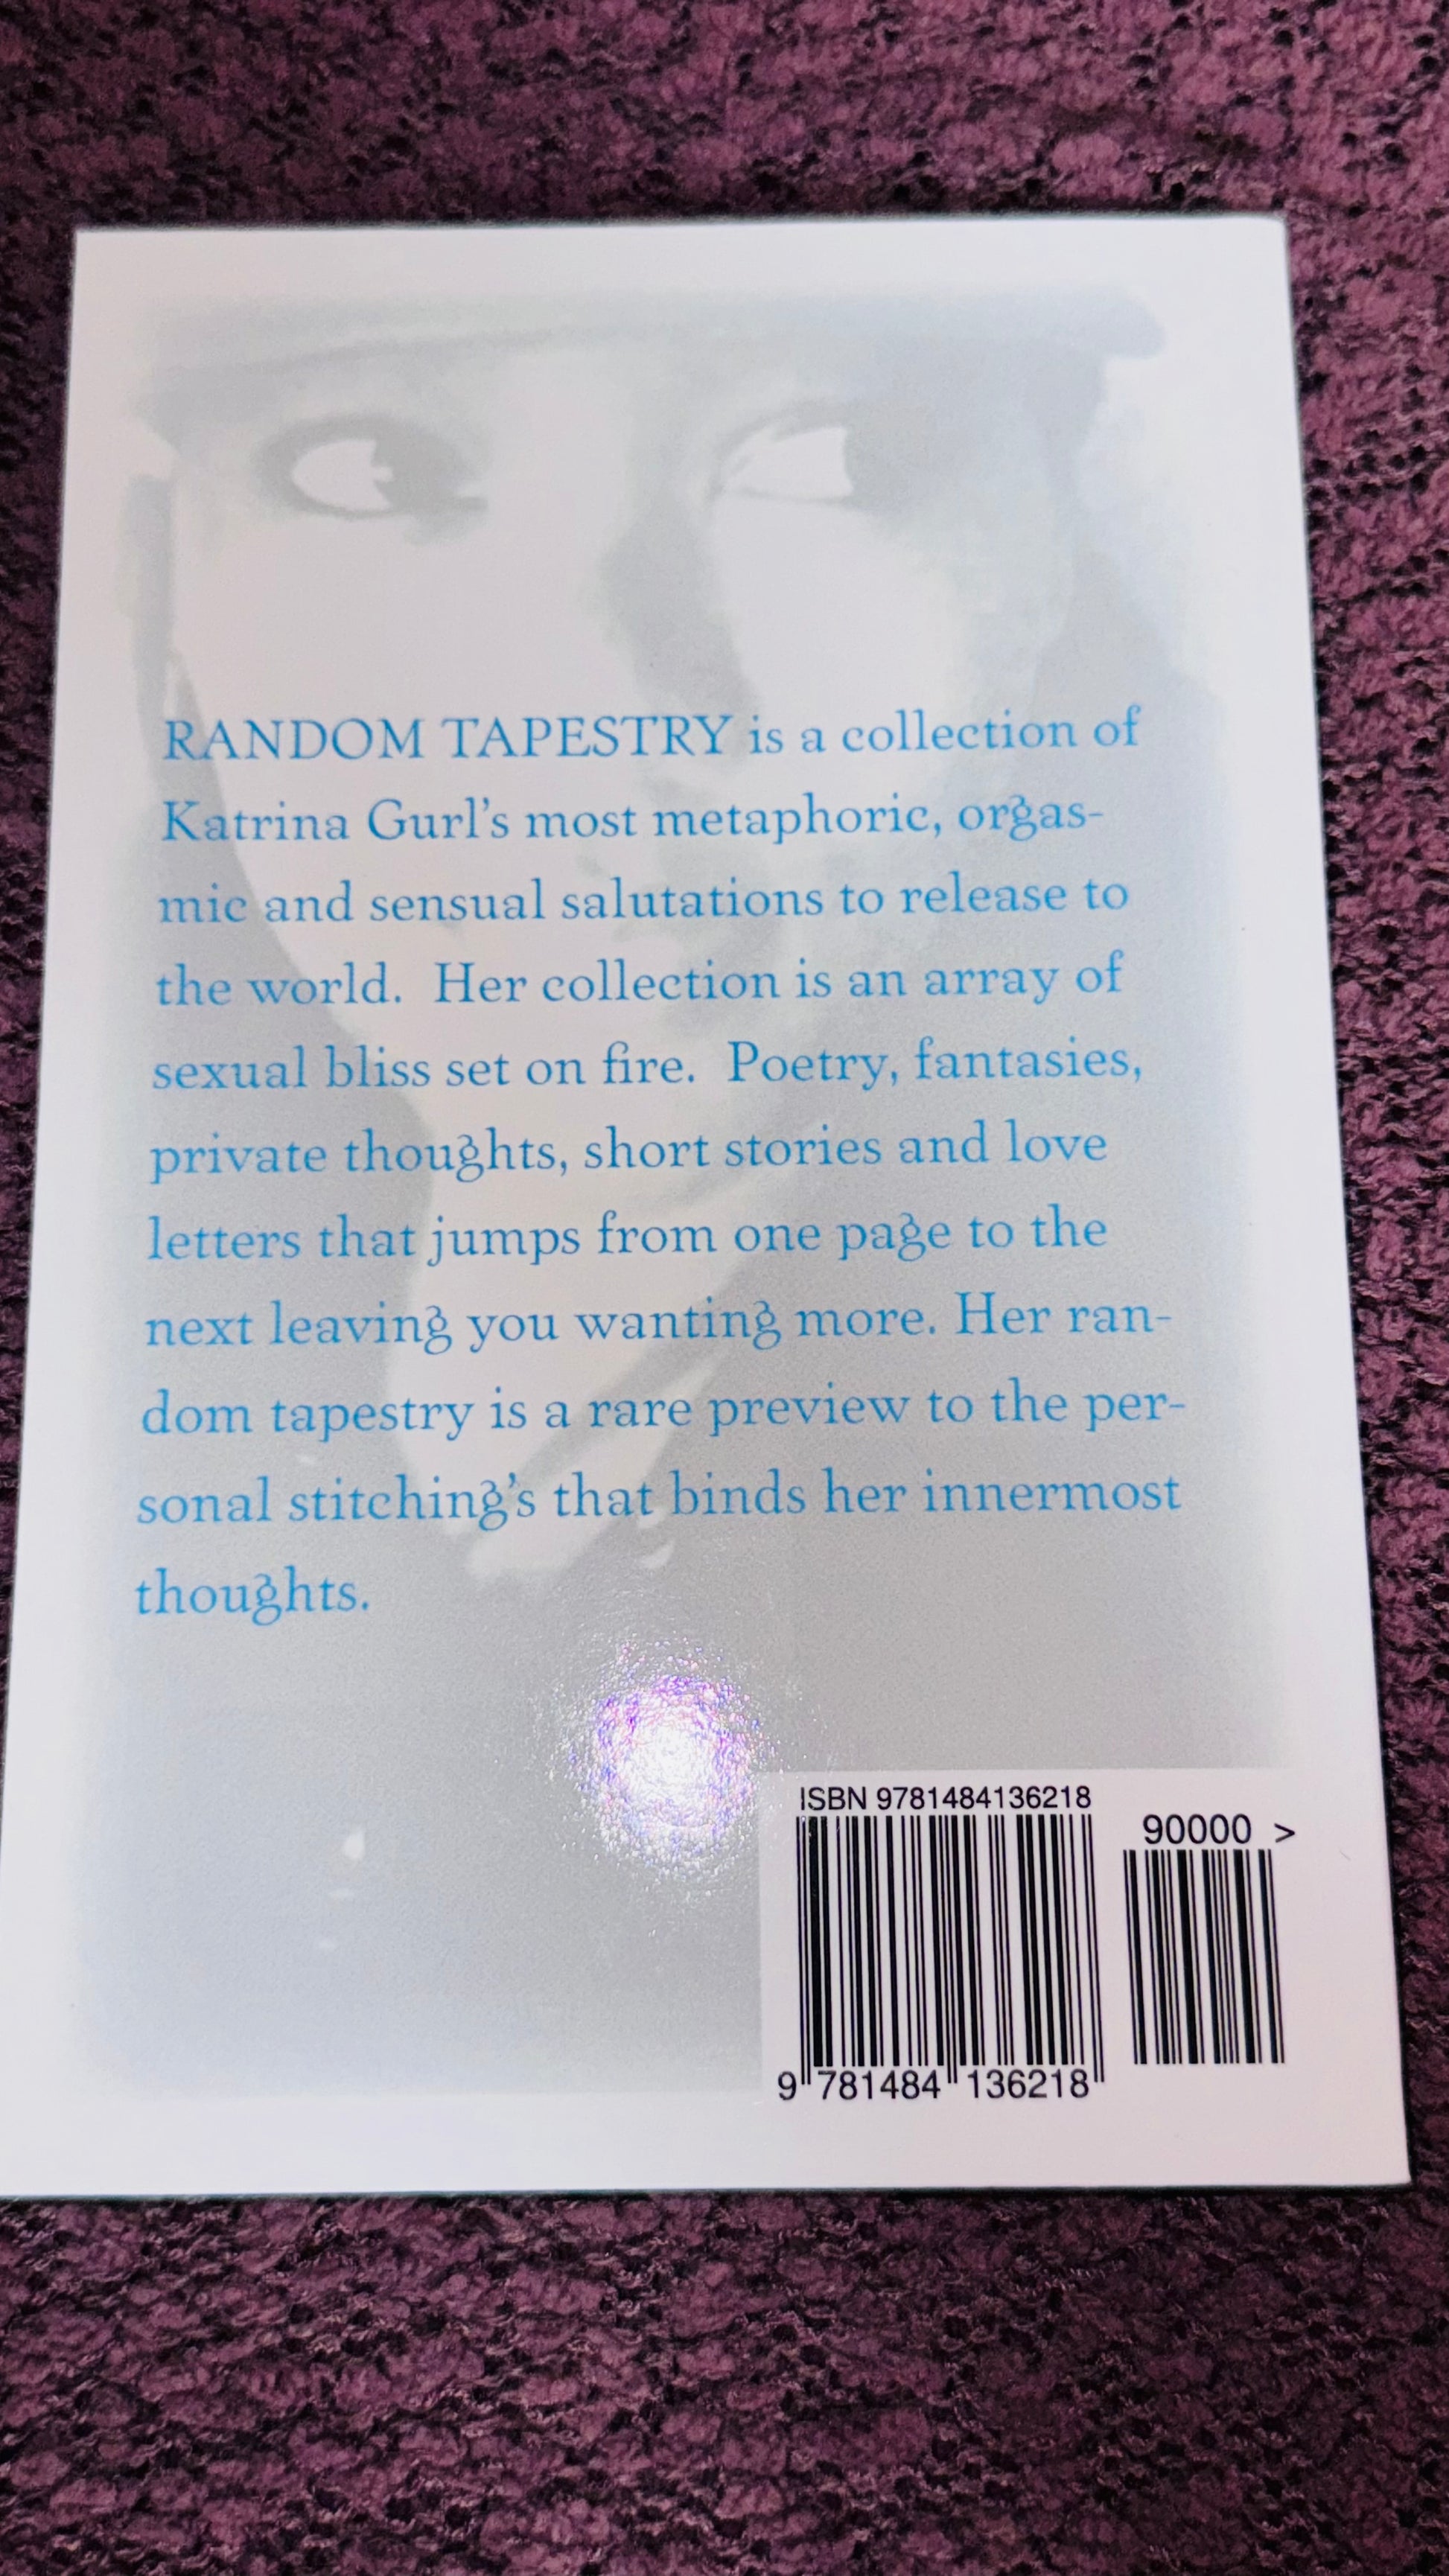 RANDOM TAPESTRY is a collection of
Katrina Gurl's most metaphoric, orgas-
mic and sensual salutations to release to
the world.  Her collection is an array of
sexual bliss set on fire.  Poetry, fantasies,
private thoughts, short stories and love
letters that jumps from one page to the
next leaving you wanting more. Her ran-
dom tapestry is a rare preview to the per-
sonal stitching's that binds her innermost
thoughts.
ISBN 9781484136218
90000 >
9 781484 136218